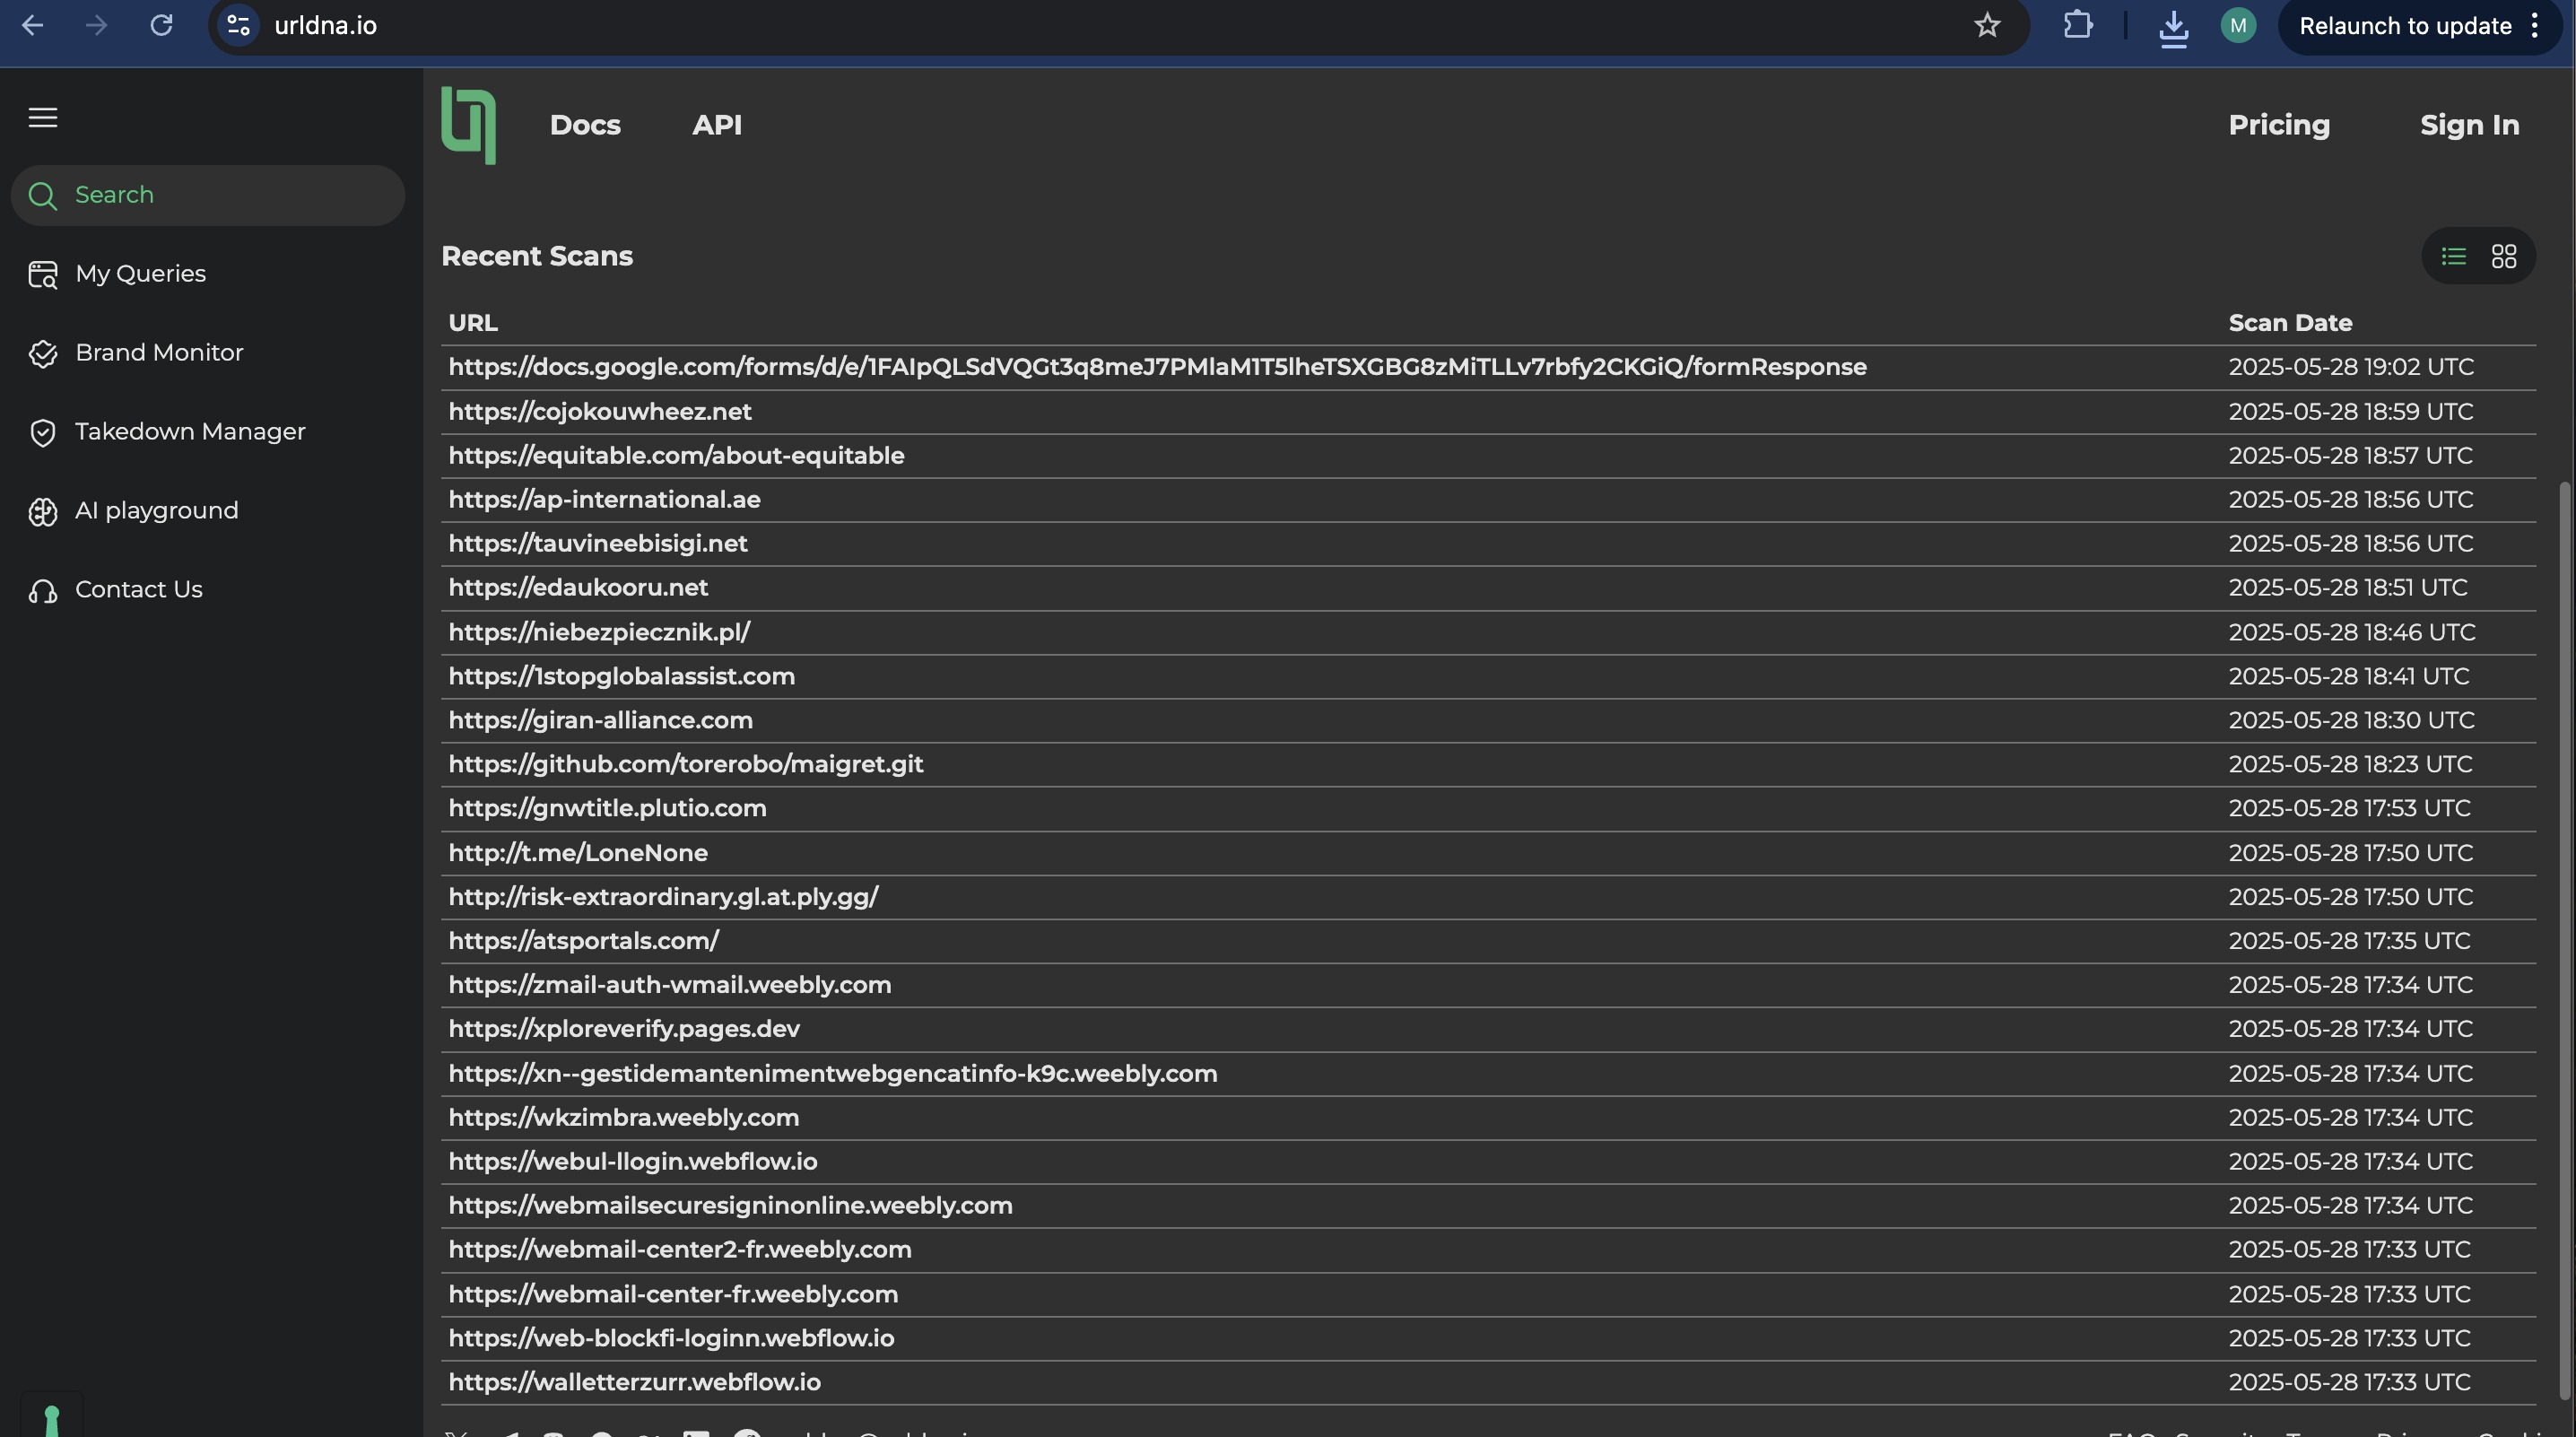 urldna.io
M
Relaunch to update
Docs
API
Pricing
Sign In
Search
My Queries
Brand Monitor
Takedown Manager
AI playground
Contact Us
Recent Scans
URL Scan Date
https://docs.google.com/forms/d/e/1FAIpQLSdVQGt3q8meJ7PMlaM1T5lheTSXGBG8zMiTLLv7rbfy2CKGiQ/formResponse 2025-05-28 19:02 UTC
https://cojokouwheez.net 2025-05-28 18:59 UTC
https://equitable.com/about-equitable 2025-05-28 18:57 UTC
https://ap-international.ae 2025-05-28 18:56 UTC
https://tauvineebisigi.net 2025-05-28 18:56 UTC
https://edaukooru.net 2025-05-28 18:51 UTC
https://niebezpiecznik.pl/ 2025-05-28 18:46 UTC
https://1stopglobalassist.com 2025-05-28 18:41 UTC
https://giran-alliance.com 2025-05-28 18:30 UTC
https://github.com/torerobo/maigret.git 2025-05-28 18:23 UTC
https://gnwtitle.plutio.com 2025-05-28 17:53 UTC
http://t.me/LoneNone 2025-05-28 17:50 UTC
http://risk-extraordinary.gl.at.ply.gg/ 2025-05-28 17:50 UTC
https://atsportals.com/ 2025-05-28 17:35 UTC
https://zmail-auth-wmail.weebly.com 2025-05-28 17:34 UTC
https://xploreverify.pages.dev 2025-05-28 17:34 UTC
https://xn--gestidemantenimentwebgencatinfo-k9c.weebly.com 2025-05-28 17:34 UTC
https://wkzimbra.weebly.com 2025-05-28 17:34 UTC
https://webul-llogin.webflow.io 2025-05-28 17:34 UTC
https://webmailsecuresigninonline.weebly.com 2025-05-28 17:34 UTC
https://webmail-center2-fr.weebly.com 2025-05-28 17:33 UTC
https://webmail-center-fr.weebly.com 2025-05-28 17:33 UTC
https://web-blockfi-loginn.webflow.io 2025-05-28 17:33 UTC
https://walletterzurr.webflow.io 2025-05-28 17:33 UTC